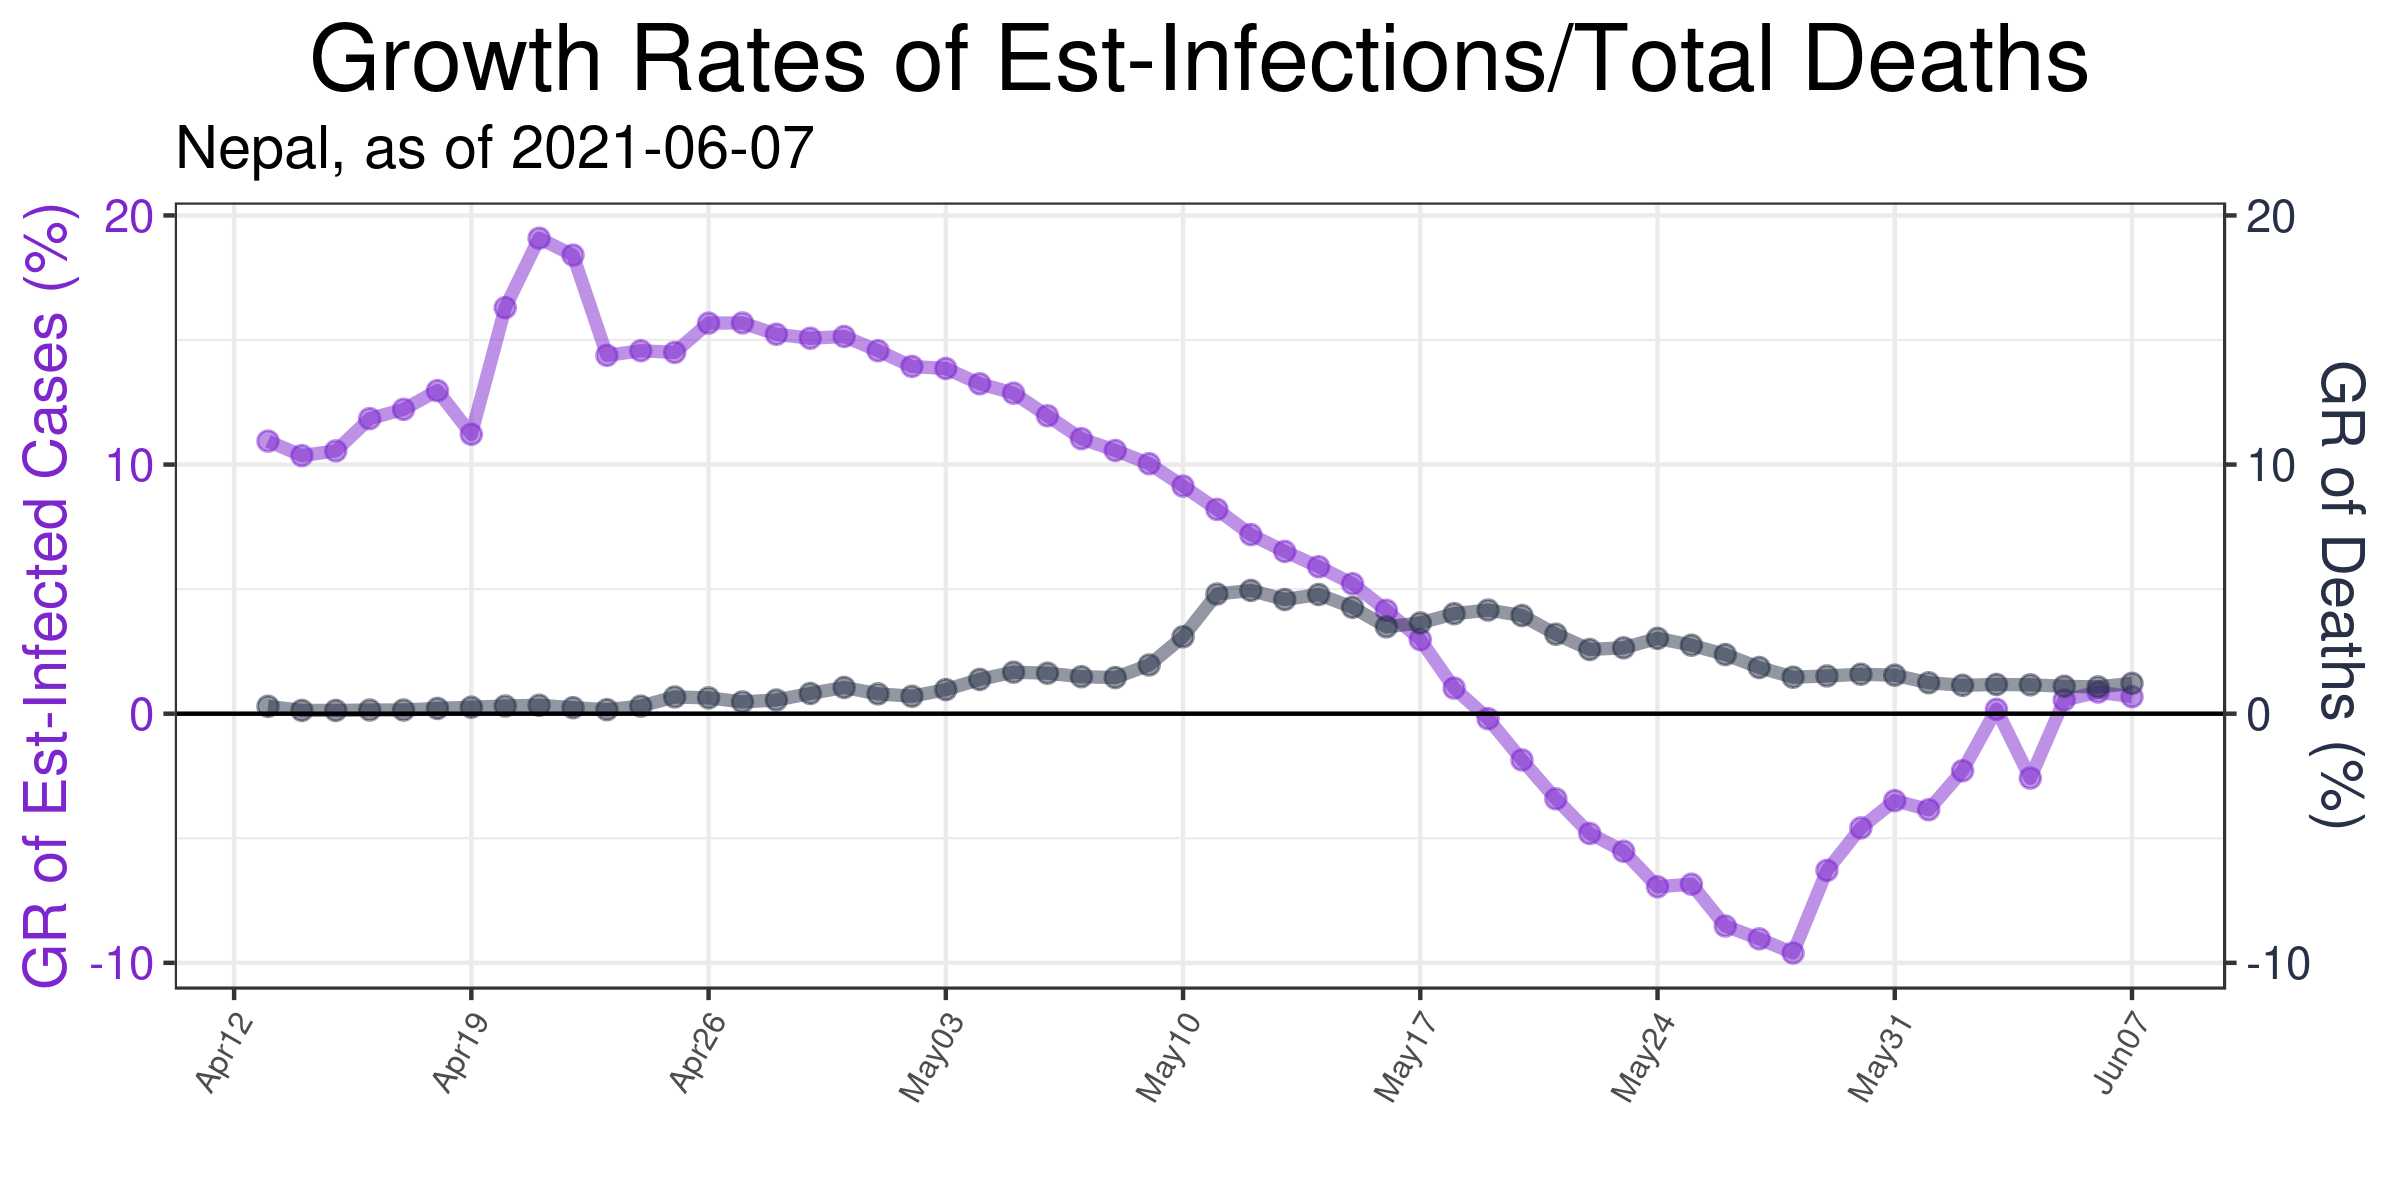 Growth Rates of Est-Infections/Total Deaths
Nepal, as of 2021-06-07
GR of Est-Infected Cases (%)
20
10
0
-10
20
10
0
-10
GR of Deaths (%)
Apr12
Apr19
Apr26
May03
May10
May17
May24
May31
Jun07